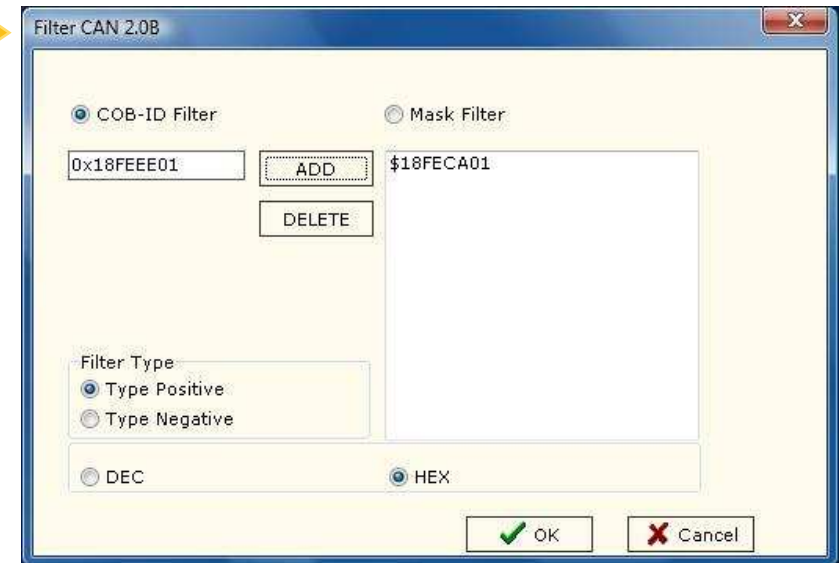 Filter CAN 2.0B
COB-ID Filter
Mask Filter
0x18FEEE01
ADD
$18FECA01
DELETE
Filter Type
Type Positive
Type Negative
DEC
HEX
OK
Cancel